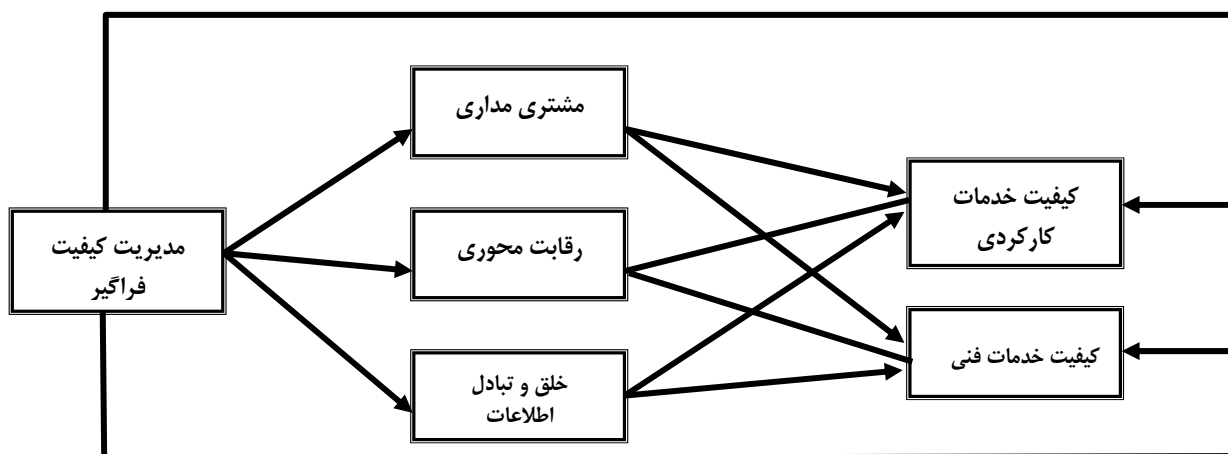 مشتری مداری
کیفیت خدمات
کارکردی
مدیریت کیفیت
فراگیر
رقابت محوری
کیفیت خدمات فنی
خلق و تبادل
اطلاعات